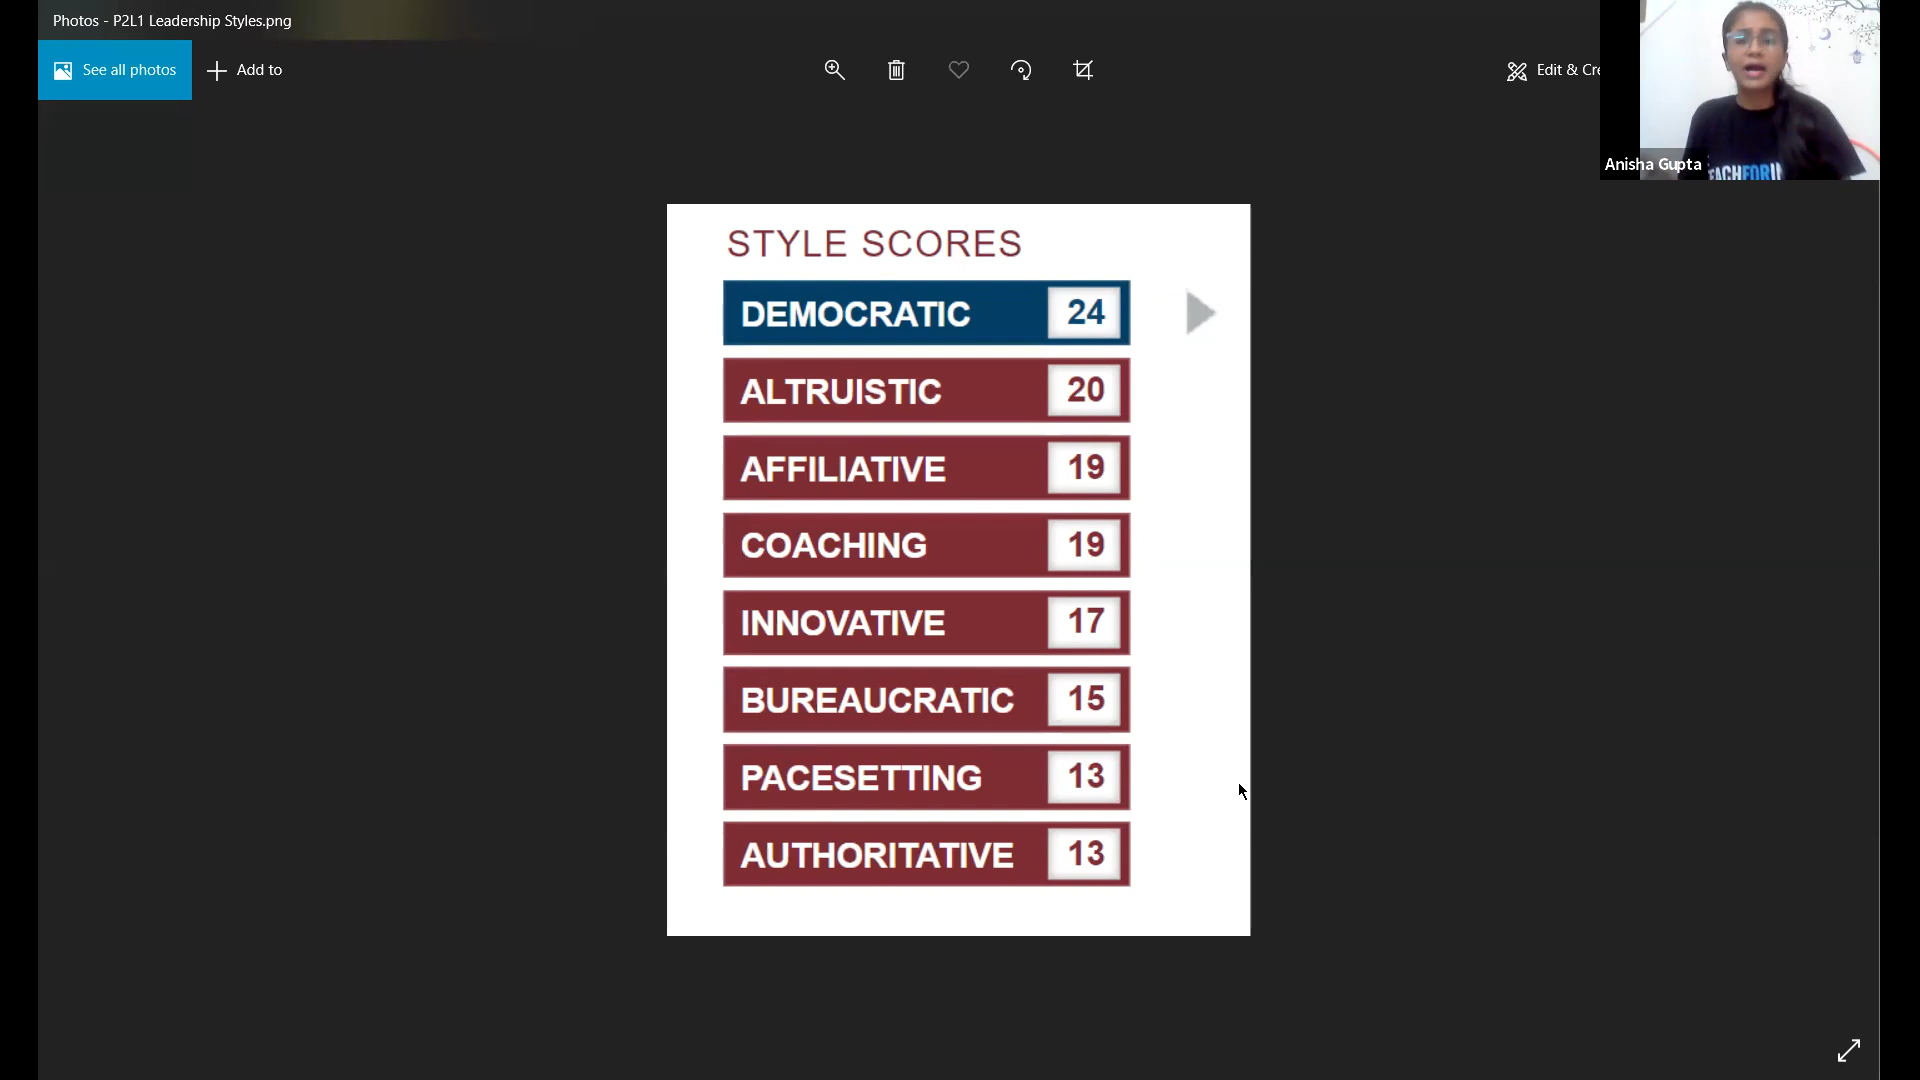 Photos - P2L1 Leadership Styles.png
See all photos
Add to
Edit & Cre
Anisha Gupta
EACHFORI
STYLE SCORES
DEMOCRATIC 24
ALTRUISTIC 20
AFFILIATIVE 19
COACHING 19
INNOVATIVE 17
BUREAUCRATIC 15
PACESETTING 13
AUTHORITATIVE 13